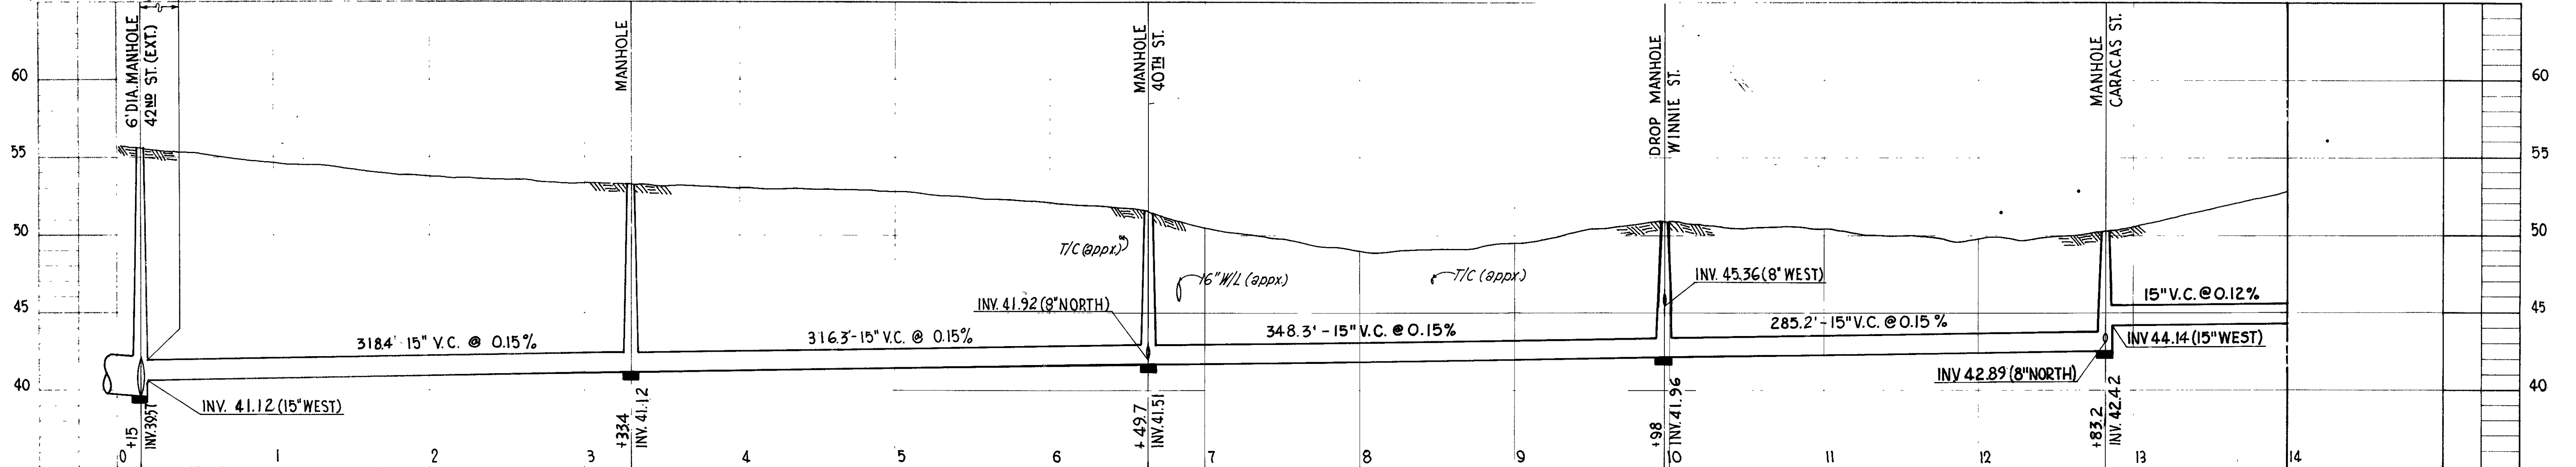 6' DIA. MANHOLE
42ND ST. (EXT.)
MANHOLE
MANHOLE
40TH ST.
DROP MANHOLE
WINNIE ST.
MANHOLE
CARACAS ST.
60
60
55
55
50
50
45
45
40
40
T/C (appx.)
16" W/L (appx.)
T/C (appx.)
INV. 45.36 (8" WEST)
INV. 41.92 (8" NORTH)
15" V.C. @ 0.12%
318.4' 15" V.C. @ 0.15%
316.3'-15" V.C. @ 0.15%
348.3' - 15" V.C. @ 0.15%
285.2' - 15" V.C. @ 0.15%
INV 44.14 (15" WEST)
INV 42.89 (8" NORTH)
INV. 41.12 (15" WEST)
+15
INV. 39.57
+33.4
INV. 41.12
+49.7
INV. 41.51
+98
INV. 41.96
+83.2
INV. 42.42
0 1 2 3 4 5 6 7 8 9 10 11 12 13 14